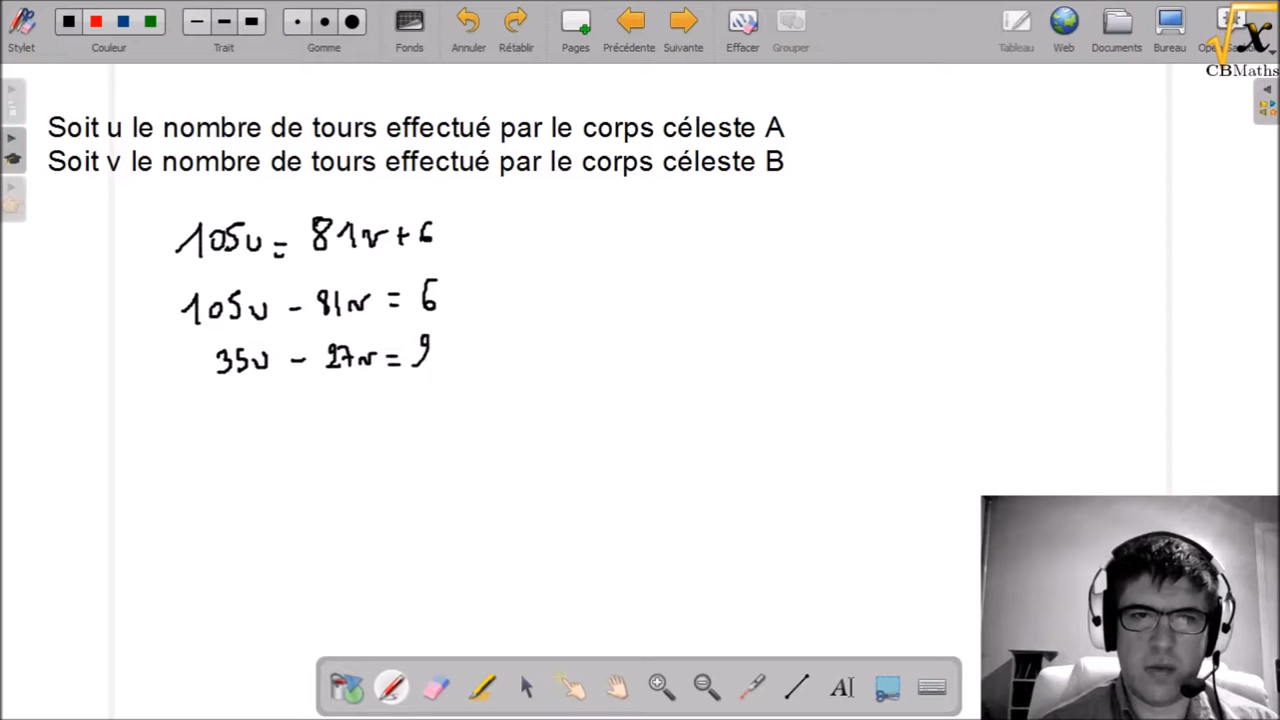 Stylet Couleur Trait Gomme Fonds Annuler Rétablir Pages Précédente Suivante Effacer Grouper Tableau Web Documents Bureau
CBMaths
Soit u le nombre de tours effectué par le corps céleste A
Soit v le nombre de tours effectué par le corps céleste B
105u = 81v + 6
105u - 81v = 6
35u - 27v =